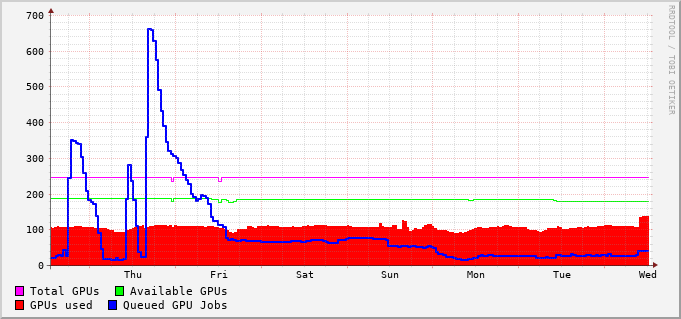 700
600
500
400
300
200
100
0
Thu Fri Sat Sun Mon Tue Wed
Total GPUs Available GPUs
GPUs used Queued GPU Jobs
RRDTOOL / TOBI OETIKER